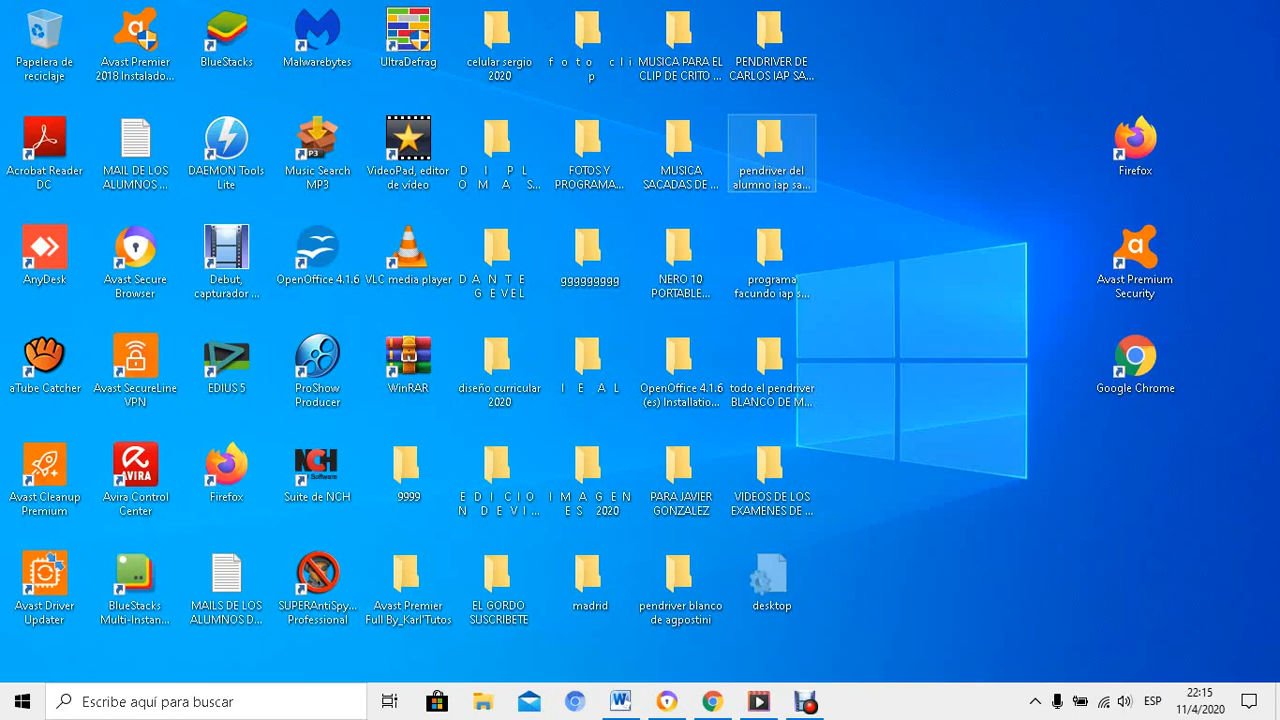 Papelera de
reciclaje
Avast Premier
2018 Instalado...
BlueStacks
Malwarebytes
UltraDefrag
celular sergio
2020
f o t o c l i
p
MUSICA PARA EL
CLIP DE CRITO ...
PENDRIVER DE
CARLOS IAP SA...
Acrobat Reader
DC
MAIL DE LOS
ALUMNOS ...
DAEMON Tools
Lite
P3
Music Search
MP3
VideoPad, editor
de vídeo
D I P L
O M A S...
FOTOS Y
PROGRAMA...
MUSICA
SACADAS DE ...
pendriver del
alumno iap sa...
Firefox
AnyDesk
Avast Secure
Browser
Debut,
capturador ...
OpenOffice 4.1.6
VLC media player
D A N T E
G E V E L
ggggggggg
NERO 10
PORTABLE...
programa
facundo iap s...
Avast Premium
Security
aTube Catcher
Avast SecureLine
VPN
EDIUS 5
ProShow
Producer
WinRAR
diseño curricular
2020
I E A L
OpenOffice 4.1.6
(es) Installatio...
todo el pendriver
BLANCO DE M...
Google Chrome
Avast Cleanup
Premium
AVIRA
Avira Control
Center
Firefox
NCH
Software
Suite de NCH
9999
E D I C I O
N D E V I...
I M A G E N
E S 2020
PARA JAVIER
GONZALEZ
VIDEOS DE LOS
EXAMENES DE ...
Avast Driver
Updater
BlueStacks
Multi-Instan...
MAILS DE LOS
ALUMNOS D...
SUPERAntiSpy...
Professional
Avast Premier
Full By_Karl'Tutos
EL GORDO
SUSCRIBETE
madrid
pendriver blanco
de agpostini
desktop
Escribe aquí para buscar
ESP
22:15
11/4/2020